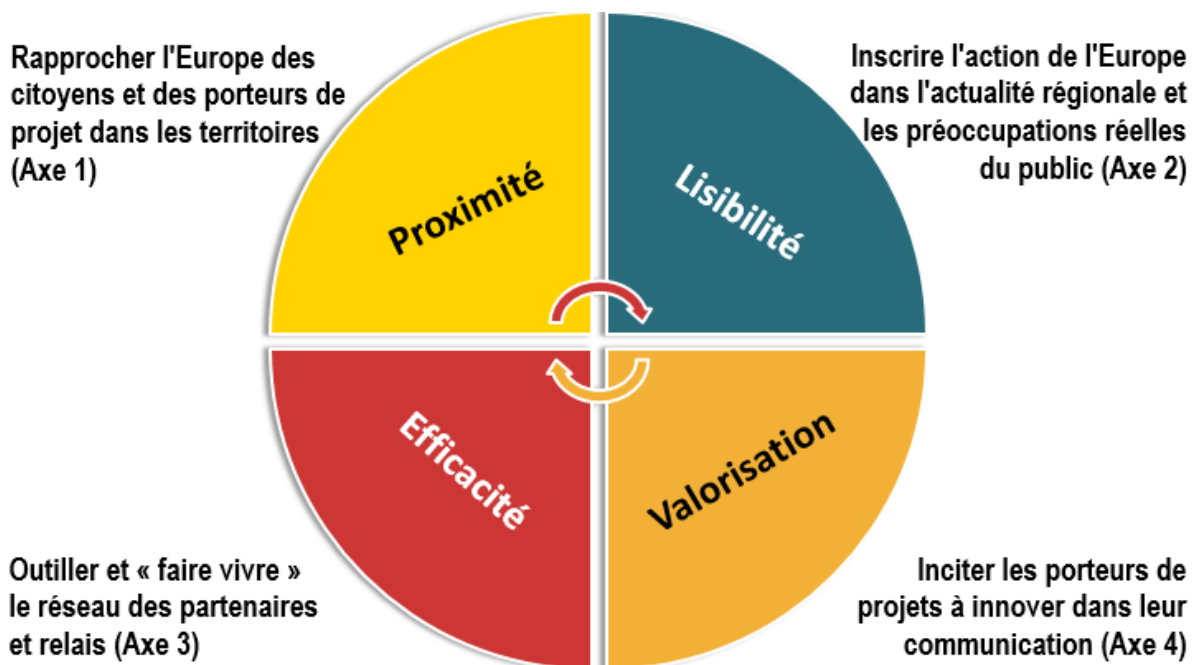 Rapprocher l'Europe des
citoyens et des porteurs de
projet dans les territoires
(Axe 1)
Inscrire l'action de l'Europe
dans l'actualité régionale et
les préoccupations réelles
du public (Axe 2)
Proximité
Lisibilité
Efficacité
Valorisation
Outiller et « faire vivre »
le réseau des partenaires
et relais (Axe 3)
Inciter les porteurs de
projets à innover dans leur
communication (Axe 4)